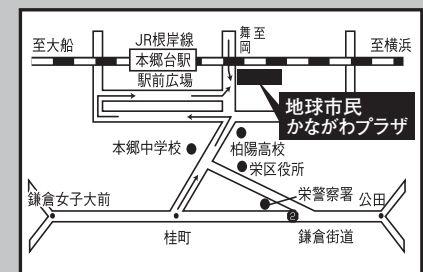 至大船
JR根岸線
本郷台駅
駅前広場
舞岡
至
至横浜
地球市民
かながわプラザ
本郷中学校
柏陽高校
栄区役所
栄警察署
公田
鎌倉女子大前
桂町
2
鎌倉街道